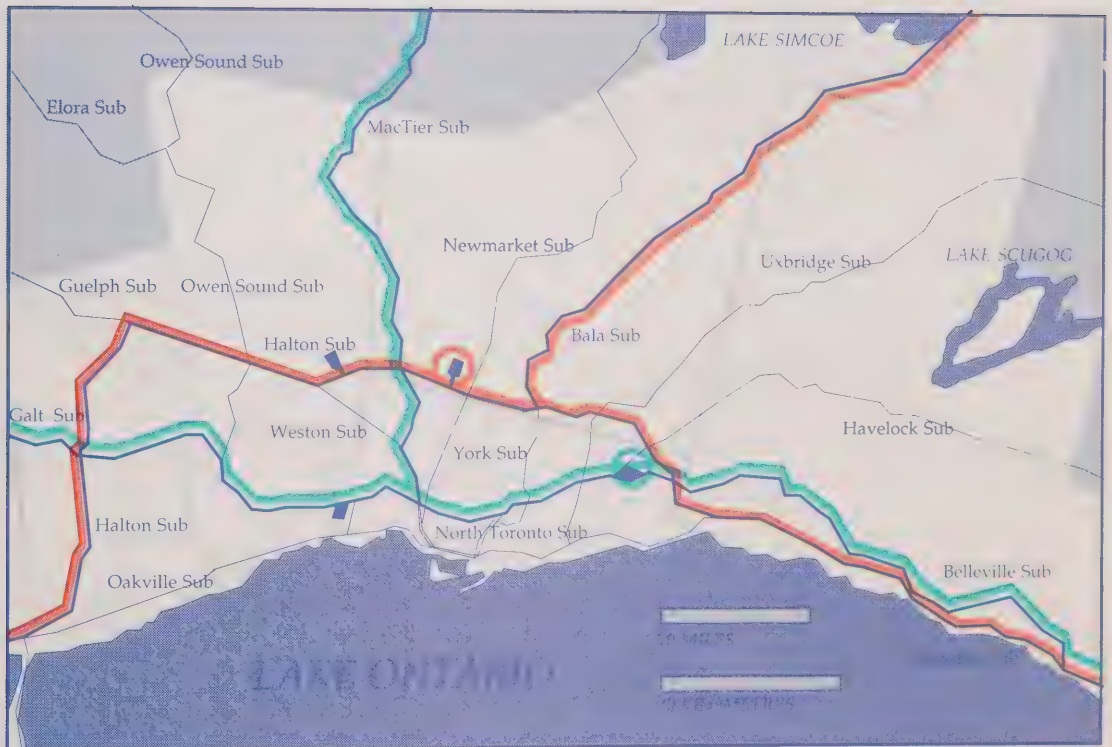 LAKE SIMCOE
Owen Sound Sub
Elora Sub
MacTier Sub
Newmarket Sub
Uxbridge Sub
LAKE SCUGOG
Guelph Sub
Owen Sound Sub
Bala Sub
Halton Sub
Galt Sub
Weston Sub
York Sub
Havelock Sub
Halton Sub
North Toronto Sub
Oakville Sub
Belleville Sub
LAKE ONTARIO